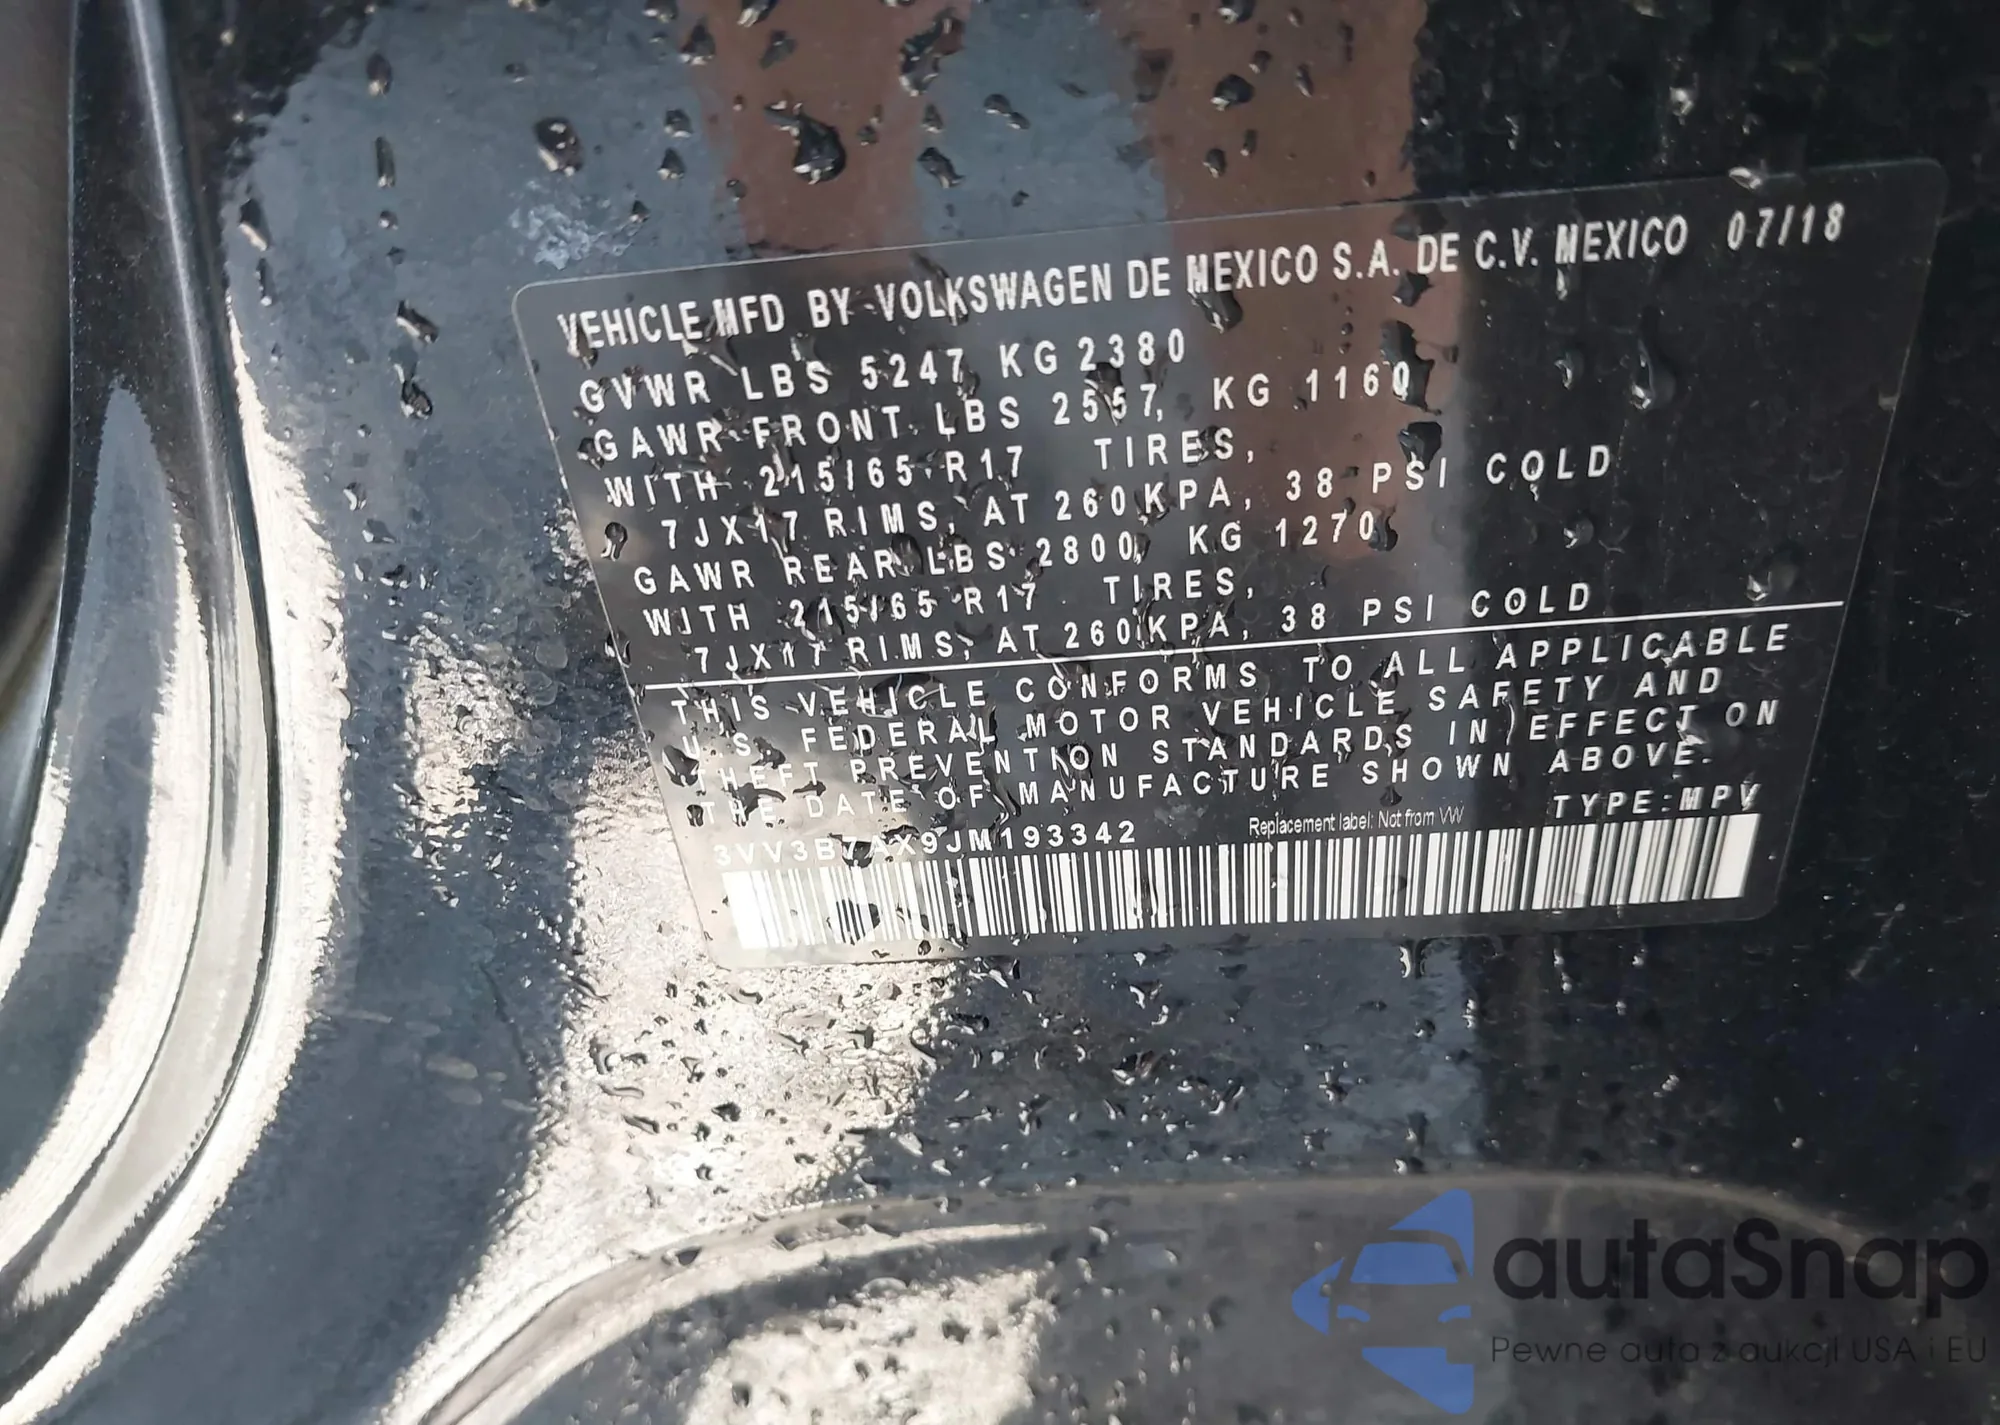 VEHICLE MFD BY VOLKSWAGEN DE MEXICO S.A. DE C.V. MEXICO 07/18
GVWR LBS 5247 KG 2380
GAWR FRONT LBS 2557, KG 1160
WITH 215/65 R17 TIRES,
7JX17 RIMS, AT 260KPA, 38 PSI COLD
GAWR REAR LBS 2800, KG 1270
WITH 215/65 R17 TIRES,
7JX17 RIMS, AT 260KPA, 38 PSI COLD
THIS VEHICLE CONFORMS TO ALL APPLICABLE
U.S. FEDERAL MOTOR VEHICLE SAFETY AND
THEFT PREVENTION STANDARDS IN EFFECT ON
THE DATE OF MANUFACTURE SHOWN ABOVE.
3VV3B7AX9JM193342 Replacement label: Not from VW TYPE:MPV
autaSnap
Pewne auta z aukcji USA i EU